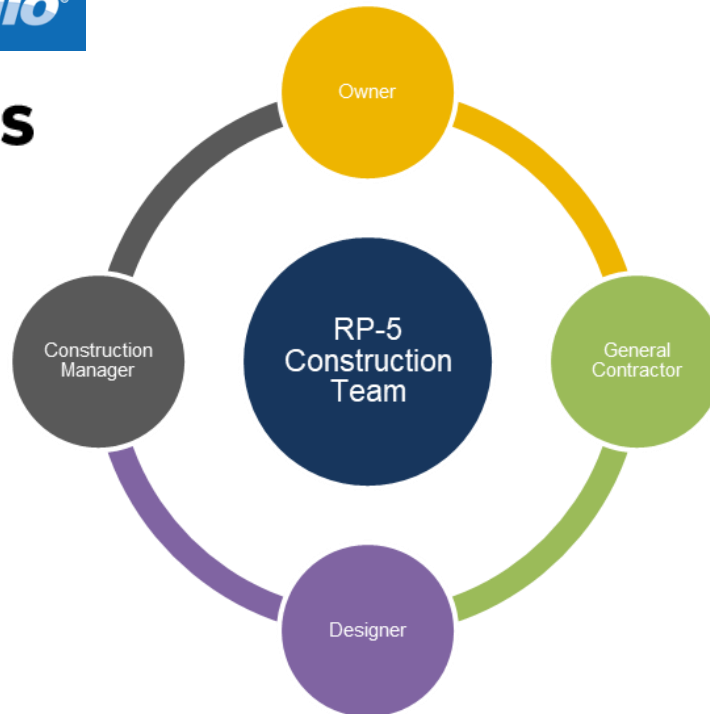 Owner
Construction
Manager
RP-5
Construction
Team
General
Contractor
Designer